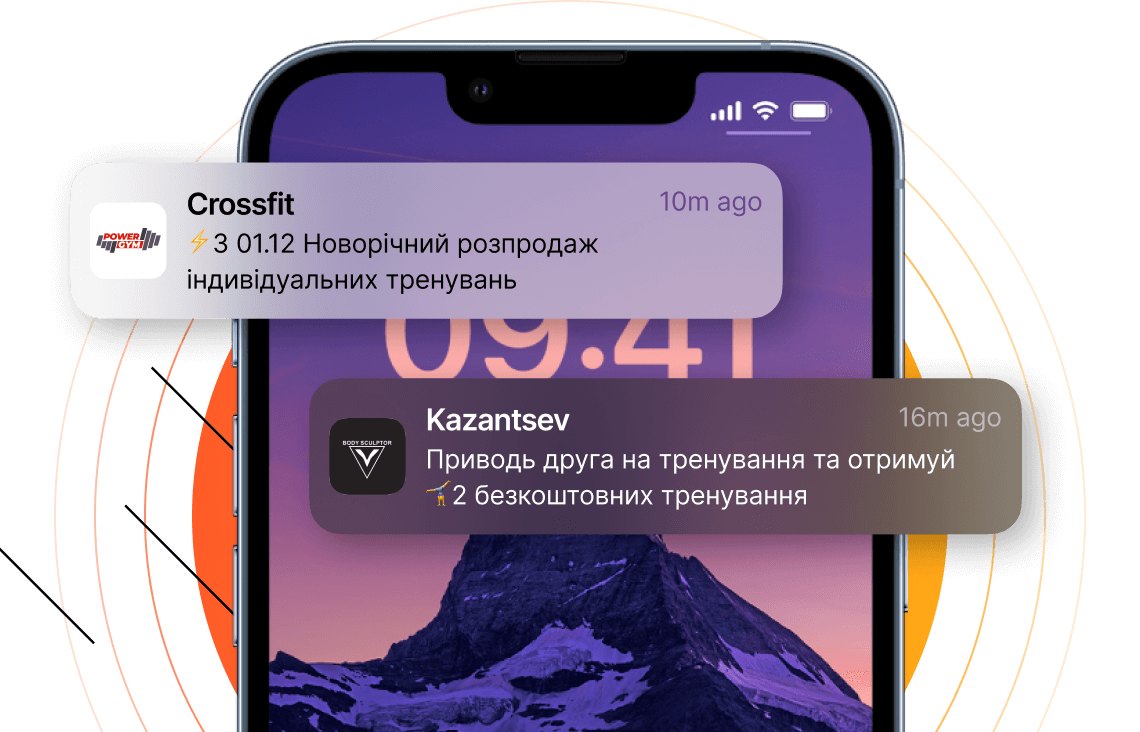 Crossfit
10m ago
POWER
GYM
⚡З 01.12 Новорічний розпродаж
індивідуальних тренувань
09.41
Kazantsev
16m ago
BODY SCULPTOR
Приводь друга на тренування та отримуй
🤸2 безкоштовних тренування